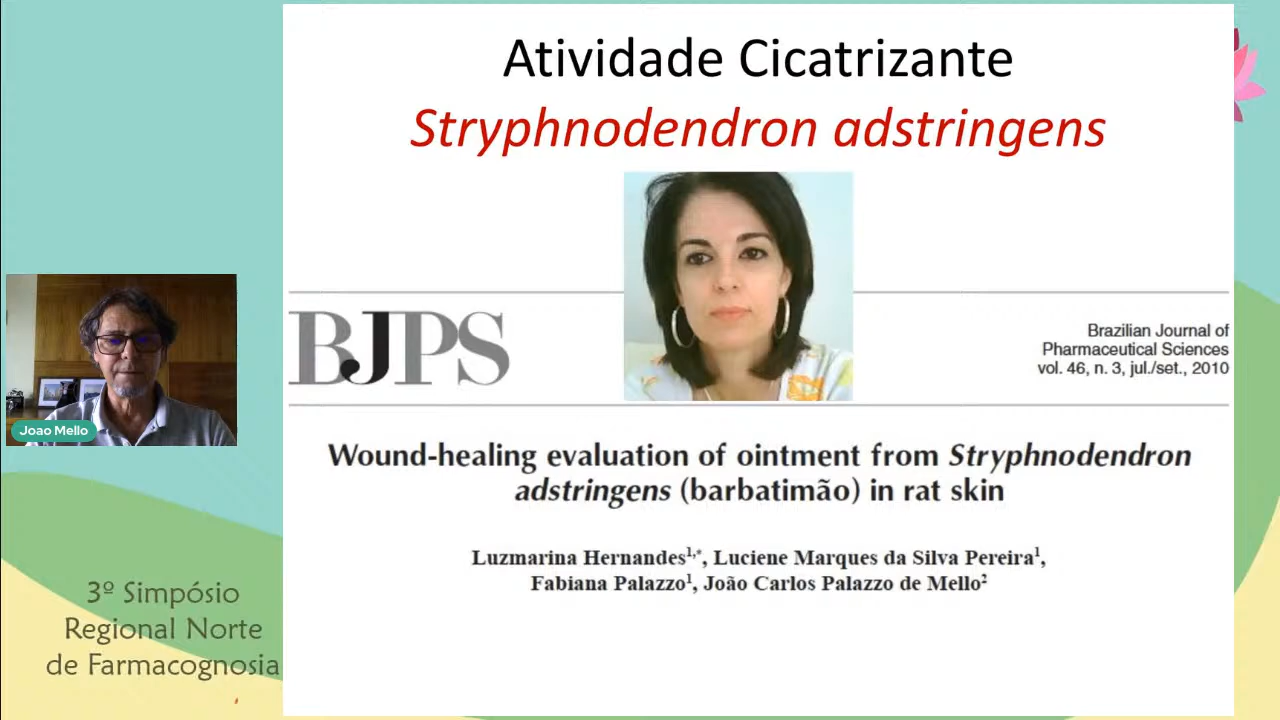 Atividade Cicatrizante
Stryphnodendron adstringens
BJPS
Brazilian Journal of
Pharmaceutical Sciences
vol. 46, n. 3, jul./set., 2010
Joao Mello
Wound-healing evaluation of ointment from Stryphnodendron
adstringens (barbatimão) in rat skin
Luzmarina Hernandes1,*, Luciene Marques da Silva Pereira1,
Fabiana Palazzo1, João Carlos Palazzo de Mello2
3º Simpósio
Regional Norte
de Farmacognosia